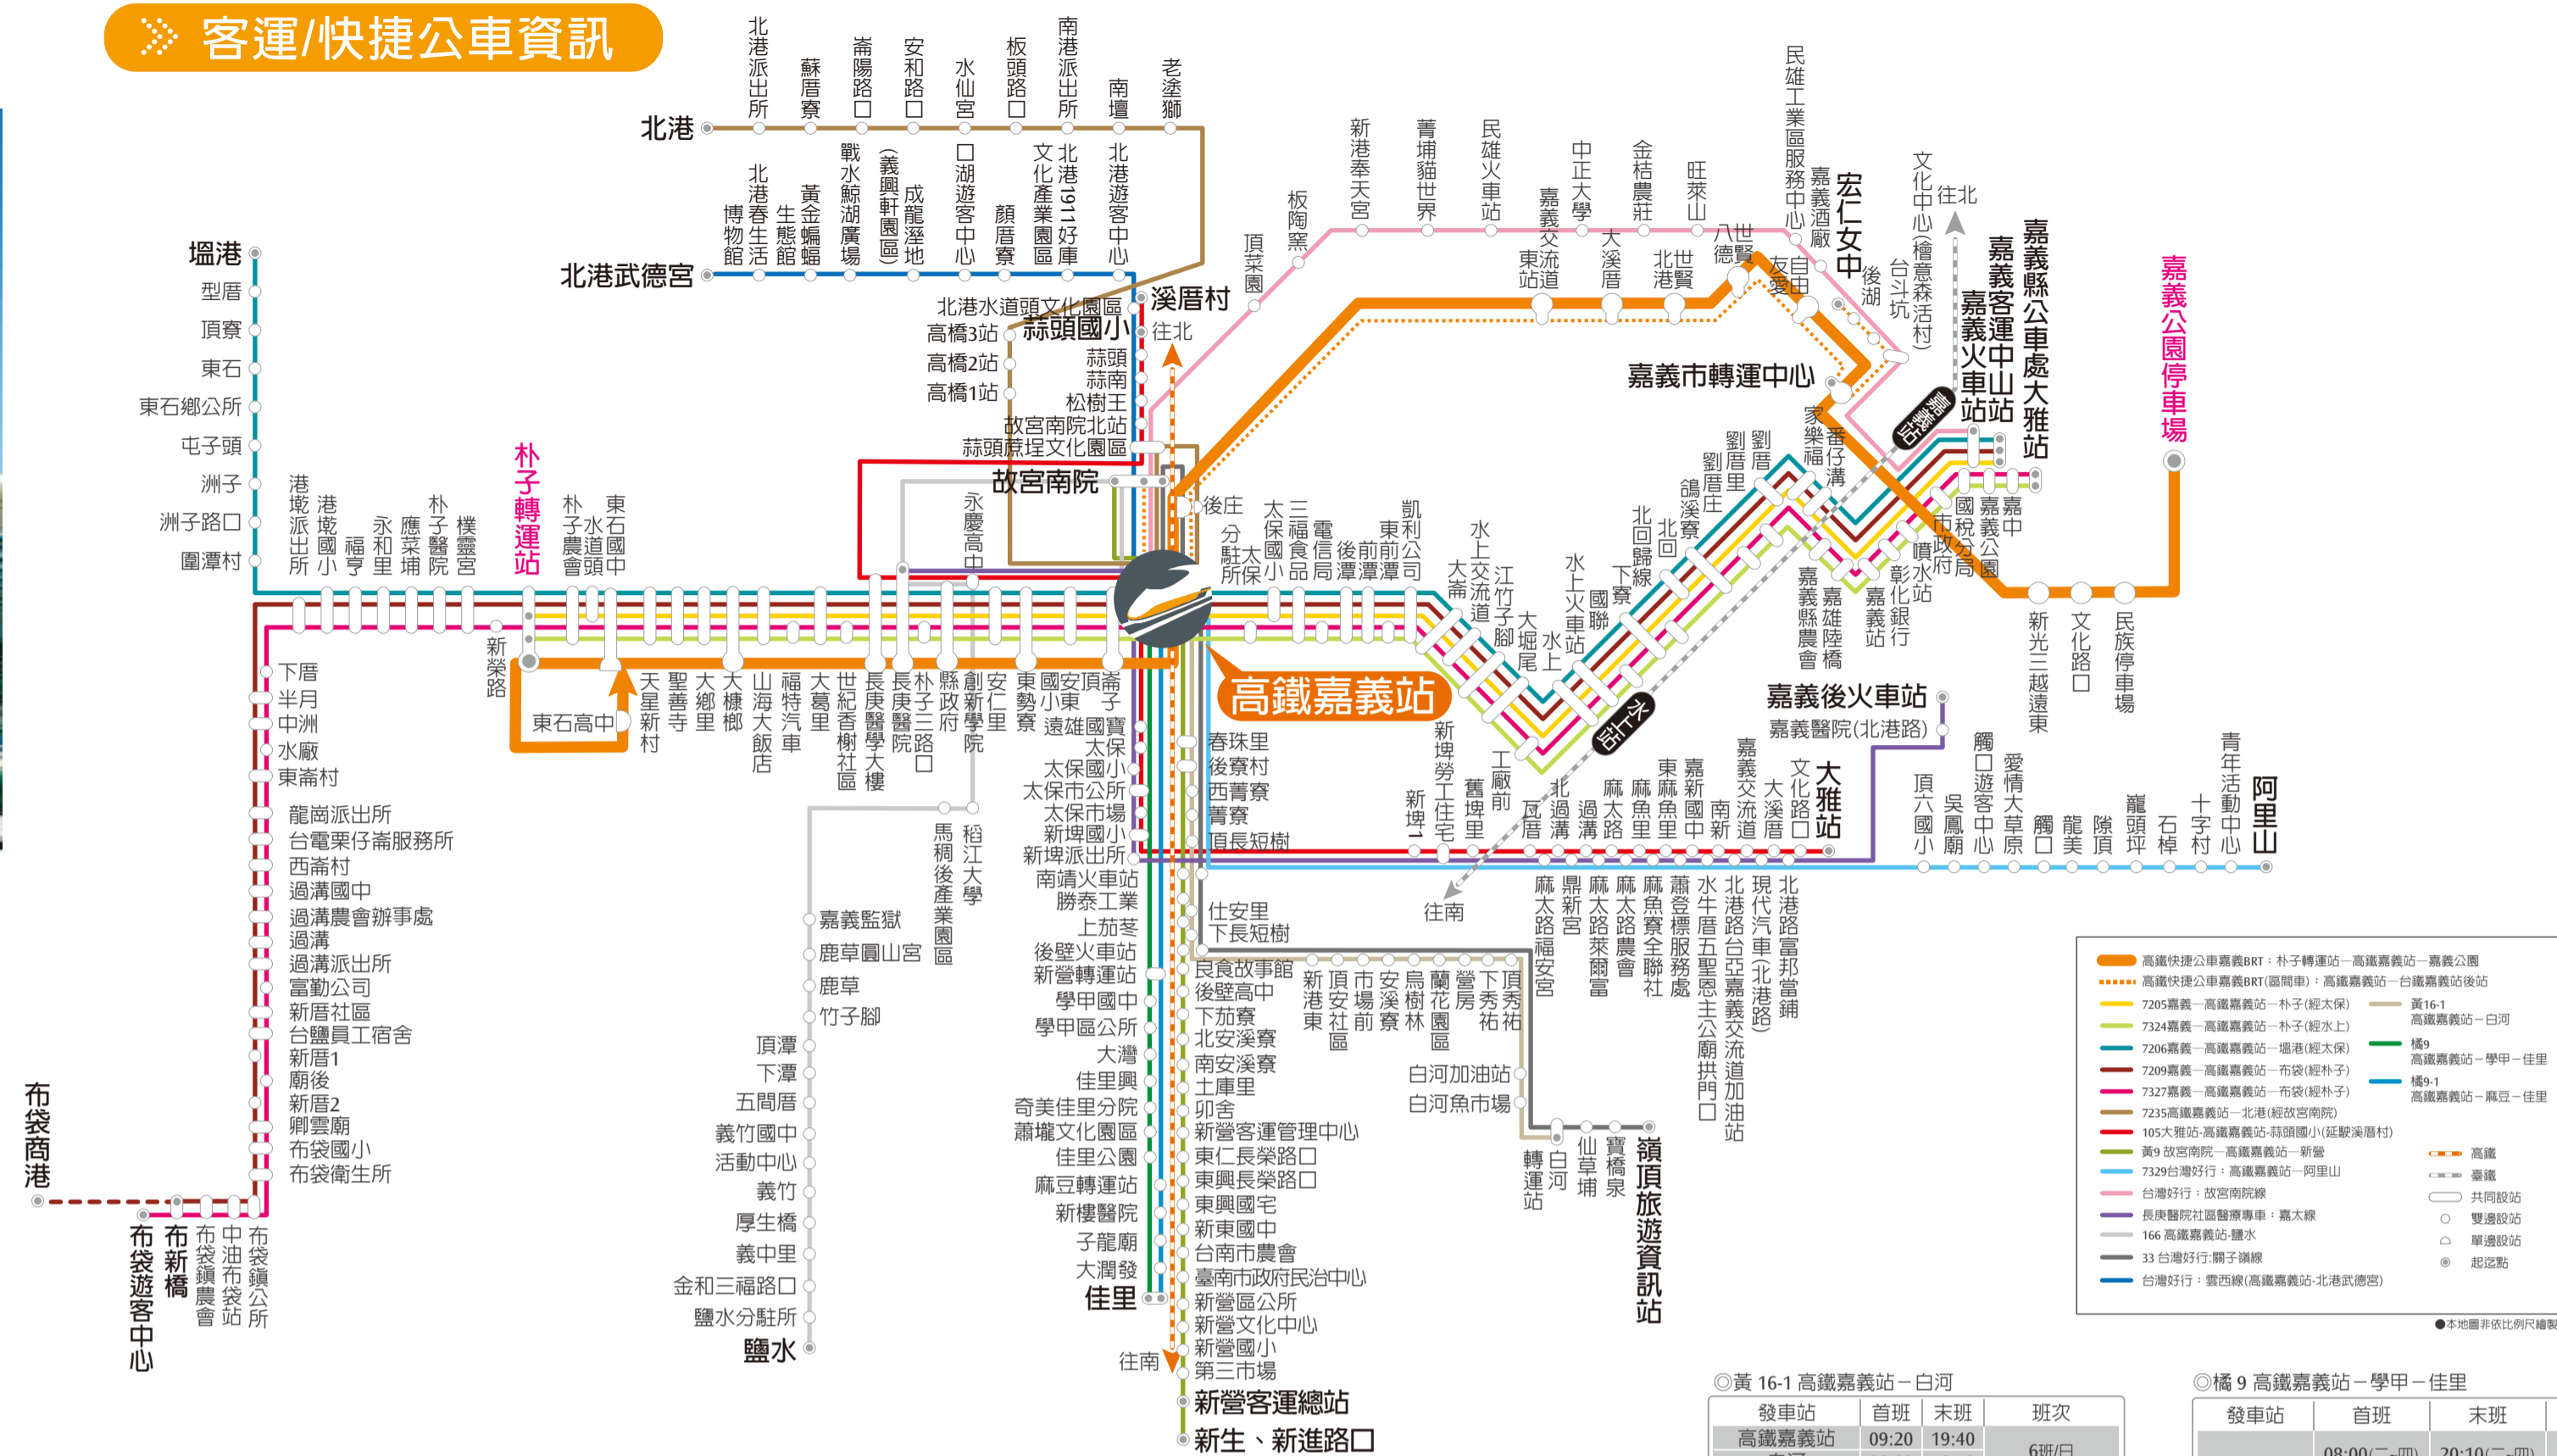 客運/快捷公車資訊
北港
北港派出所
蘇厝寮
崙陽路口
安和路口
水仙宮
板頭路口
南港派出所
南壇
老塗獅
北港武德宮
北港春生活博物館
黃金蝙蝠生態館
戰水鯨湖廣場
成龍溼地(義興軒園區)
口湖遊客中心
顏厝寮
北港1911好庫文化產業園區
北港遊客中心
北港水道頭文化園區
溪厝村
蒜頭國小
往北
高橋3站
高橋2站
高橋1站
蒜頭
蒜南
松樹王
故宮南院北站
蒜頭蔗埕文化園區
故宮南院
後庄
頂菜園
板陶窯
新港奉天宮
菁埔貓世界
民雄火車站
中正大學
金桔農莊
旺萊山
民雄工業區服務中心
嘉義酒廠
宏仁女中
後湖
台斗坑
文化中心(檜意森活村)
往北
嘉義交流道東站
大溪厝
世賢北港
世賢八德
自由友愛
嘉義市轉運中心
嘉義站
嘉義火車站
嘉義客運中山站
嘉義縣公車處大雅站
嘉義公園停車場
塭港
型厝
頂寮
東石
東石鄉公所
屯子頭
洲子
洲子路口
圍潭村
港墘派出所
港墘國小
福亨
永和里
應菜埔
朴子醫院
樸靈宮
新榮路
朴子轉運站
朴子農會
水道頭
東石國中
東石高中
天星新村
聖善寺
大鄉里
大槺榔
山海大飯店
福特汽車
大葛里
世紀香榭社區
長庚醫學大樓
長庚醫院
朴子三路口
縣政府
創新學院
安仁里
東勢寮
國小
安東
頂
崙子
永慶高中
高鐵嘉義站
分駐所
太保
太保國小
三福食品
電信局
後潭
前潭
東前潭
凱利公司
大崙
水上交流道
江竹子腳
大堀尾
水上
水上火車站
國聯
下寮
北回歸線
北回
鴿溪寮
劉厝庄
劉厝里
劉厝
家樂福
番仔溝
工廠前
水上站
嘉義縣農會
嘉雄陸橋
嘉義站
彰化銀行
噴水站
市政府
國稅分局
嘉義公園
嘉中
新光三越遠東
文化路口
民族停車場
下厝
半月
中洲
水廠
東崙村
龍崗派出所
台電栗仔崙服務所
西崙村
過溝國中
過溝農會辦事處
過溝
過溝派出所
富勤公司
新厝社區
台鹽員工宿舍
新厝1
廟後
新厝2
卿雲廟
布袋國小
布袋衛生所
布袋商港
布袋遊客中心
布新橋
布袋鎮農會
中油布袋站
布袋鎮公所
馬稠後產業園區
稻江大學
嘉義監獄
鹿草圓山宮
鹿草
竹子腳
頂潭
下潭
五間厝
義竹國中
活動中心
義竹
厚生橋
義中里
金和三福路口
鹽水分駐所
鹽水
遠雄國寶
太保
太保國小
太保市公所
太保市場
新埤國小
新埤派出所
南靖火車站
勝泰工業
上茄苳
後壁火車站
新營轉運站
學甲國中
學甲區公所
大灣
佳里興
奇美佳里分院
蕭壠文化園區
佳里公園
麻豆轉運站
新樓醫院
子龍廟
大潤發
佳里
往南
春珠里
後寮村
西菁寮
菁寮
頂長短樹
仕安里
下長短樹
良食故事館
後壁高中
下茄寮
北安溪寮
南安溪寮
土庫里
卯舍
新營客運管理中心
東仁長榮路口
東興長榮路口
東興國宅
新東國中
台南市農會
臺南市政府民治中心
新營區公所
新營文化中心
新營國小
第三市場
新營客運總站
新生、新進路口
新港東
頂安社區
市場前
安溪寮
烏樹林
蘭花園區
營房
下秀祐
頂秀祐
白河加油站
白河魚市場
白河轉運站
仙草埔
寶橋泉
嶺頂旅遊資訊站
新埤1
新埤勞工住宅
舊埤里
瓦厝
北過溝
過溝
麻太路
麻魚里
東麻魚里
嘉新國中
南新
嘉義交流道
大溪厝
文化路口
大雅站
往南
麻太路福安宮
鼎新宮
麻太路萊爾富
麻太路農會
麻魚寮全聯社
蕭登標服務處
水牛厝五聖恩主公廟拱門口
北港路台亞嘉義交流道加油站
現代汽車(北港路)
北港路富邦當鋪
嘉義後火車站
嘉義醫院(北港路)
頂六國小
吳鳳廟
觸口遊客中心
愛情大草原
觸口
龍美
隙頂
巃頭坪
石棹
十字村
青年活動中心
阿里山
高鐵快捷公車嘉義BRT：朴子轉運站—高鐵嘉義站—嘉義公園
高鐵快捷公車嘉義BRT(區間車)：高鐵嘉義站—台鐵嘉義站後站
7205嘉義—高鐵嘉義站—朴子(經太保)
7324嘉義—高鐵嘉義站—朴子(經水上)
7206嘉義—高鐵嘉義站—塭港(經太保)
7209嘉義—高鐵嘉義站—布袋(經朴子)
7327嘉義—高鐵嘉義站—布袋(經朴子)
7235高鐵嘉義站—北港(經故宮南院)
105大雅站-高鐵嘉義站-蒜頭國小(延駛溪厝村)
黃9 故宮南院—高鐵嘉義站—新營
7329台灣好行：高鐵嘉義站—阿里山
台灣好行：故宮南院線
長庚醫院社區醫療專車：嘉太線
166 高鐵嘉義站-鹽水
33 台灣好行:關子嶺線
台灣好行：雲西線(高鐵嘉義站-北港武德宮)
黃16-1
高鐵嘉義站－白河
橘9
高鐵嘉義站－學甲－佳里
橘9-1
高鐵嘉義站－麻豆－佳里
高鐵
臺鐵
共同設站
雙邊設站
單邊設站
起迄點
●本地圖非依比例尺繪製
◎黃 16-1 高鐵嘉義站－白河
發車站 首班 末班 班次
高鐵嘉義站 09:20 19:40
6班/日
◎橘 9 高鐵嘉義站－學甲－佳里
發車站 首班 末班